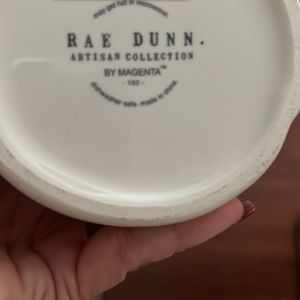 may get hot in microwave.
RAE DUNN.
ARTISAN COLLECTION
BY MAGENTA™
- 192 -
dishwasher safe. made in china.